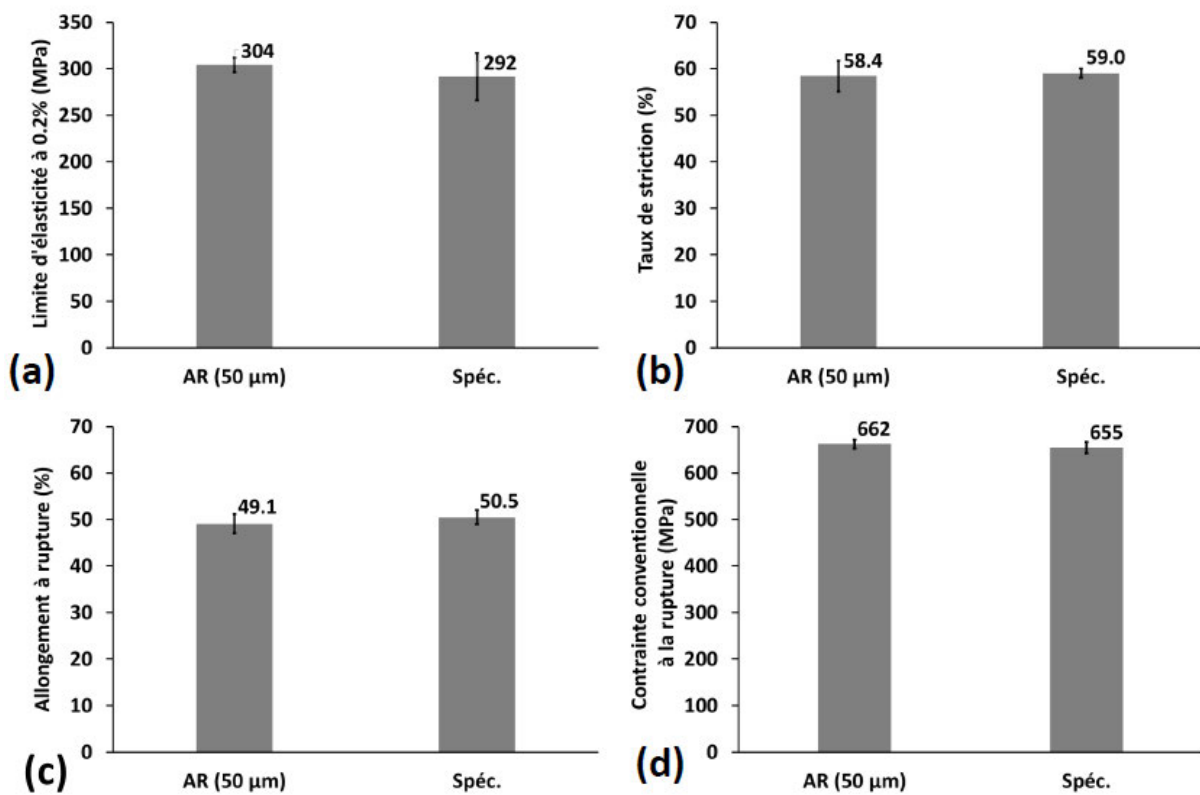 Limite d'élasticité à 0.2% (MPa)
350
300
250
200
150
100
50
0
304
292
AR (50 µm)
Spéc.
(a)
Taux de striction (%)
70
60
50
40
30
20
10
0
58.4
59.0
AR (50 µm)
Spéc.
(b)
Allongement à rupture (%)
70
60
50
40
30
20
10
0
49.1
50.5
AR (50 µm)
Spéc.
(c)
Contrainte conventionnelle
à la rupture (MPa)
700
600
500
400
300
200
100
0
662
655
AR (50 µm)
Spéc.
(d)